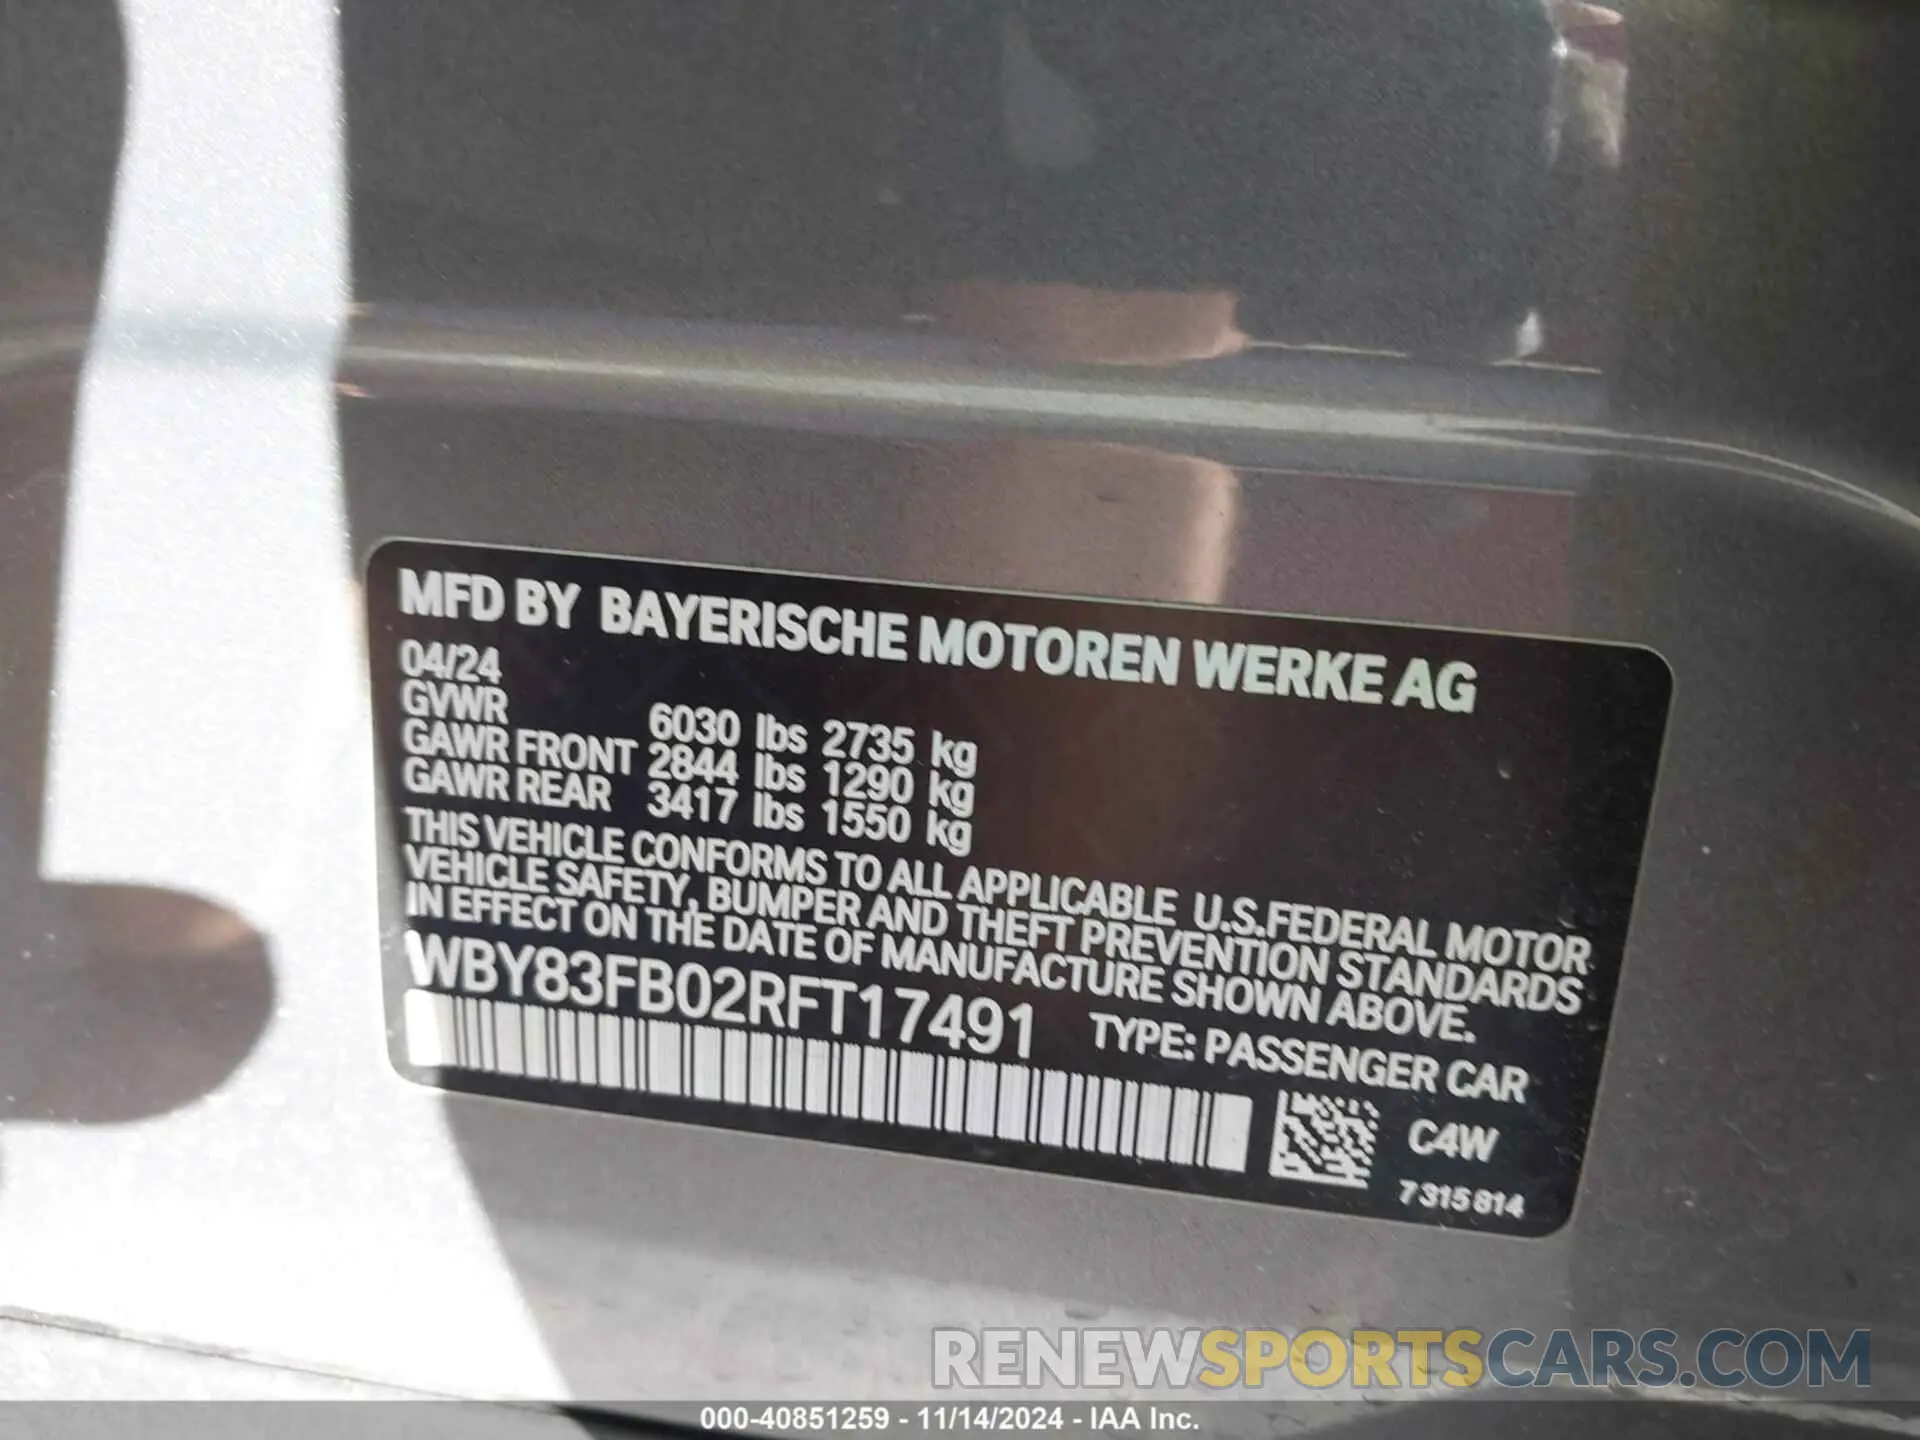 MFD BY BAYERISCHE MOTOREN WERKE AG
04/24
GVWR 6030 lbs 2735 kg
GAWR FRONT 2844 lbs 1290 kg
GAWR REAR 3417 lbs 1550 kg
THIS VEHICLE CONFORMS TO ALL APPLICABLE U.S.FEDERAL MOTOR
VEHICLE SAFETY, BUMPER AND THEFT PREVENTION STANDARDS
IN EFFECT ON THE DATE OF MANUFACTURE SHOWN ABOVE.
WBY83FB02RFT17491 TYPE: PASSENGER CAR
C4W
7315814
RENEWSPORTSCARS.COM
000-40851259 - 11/14/2024 - IAA Inc.